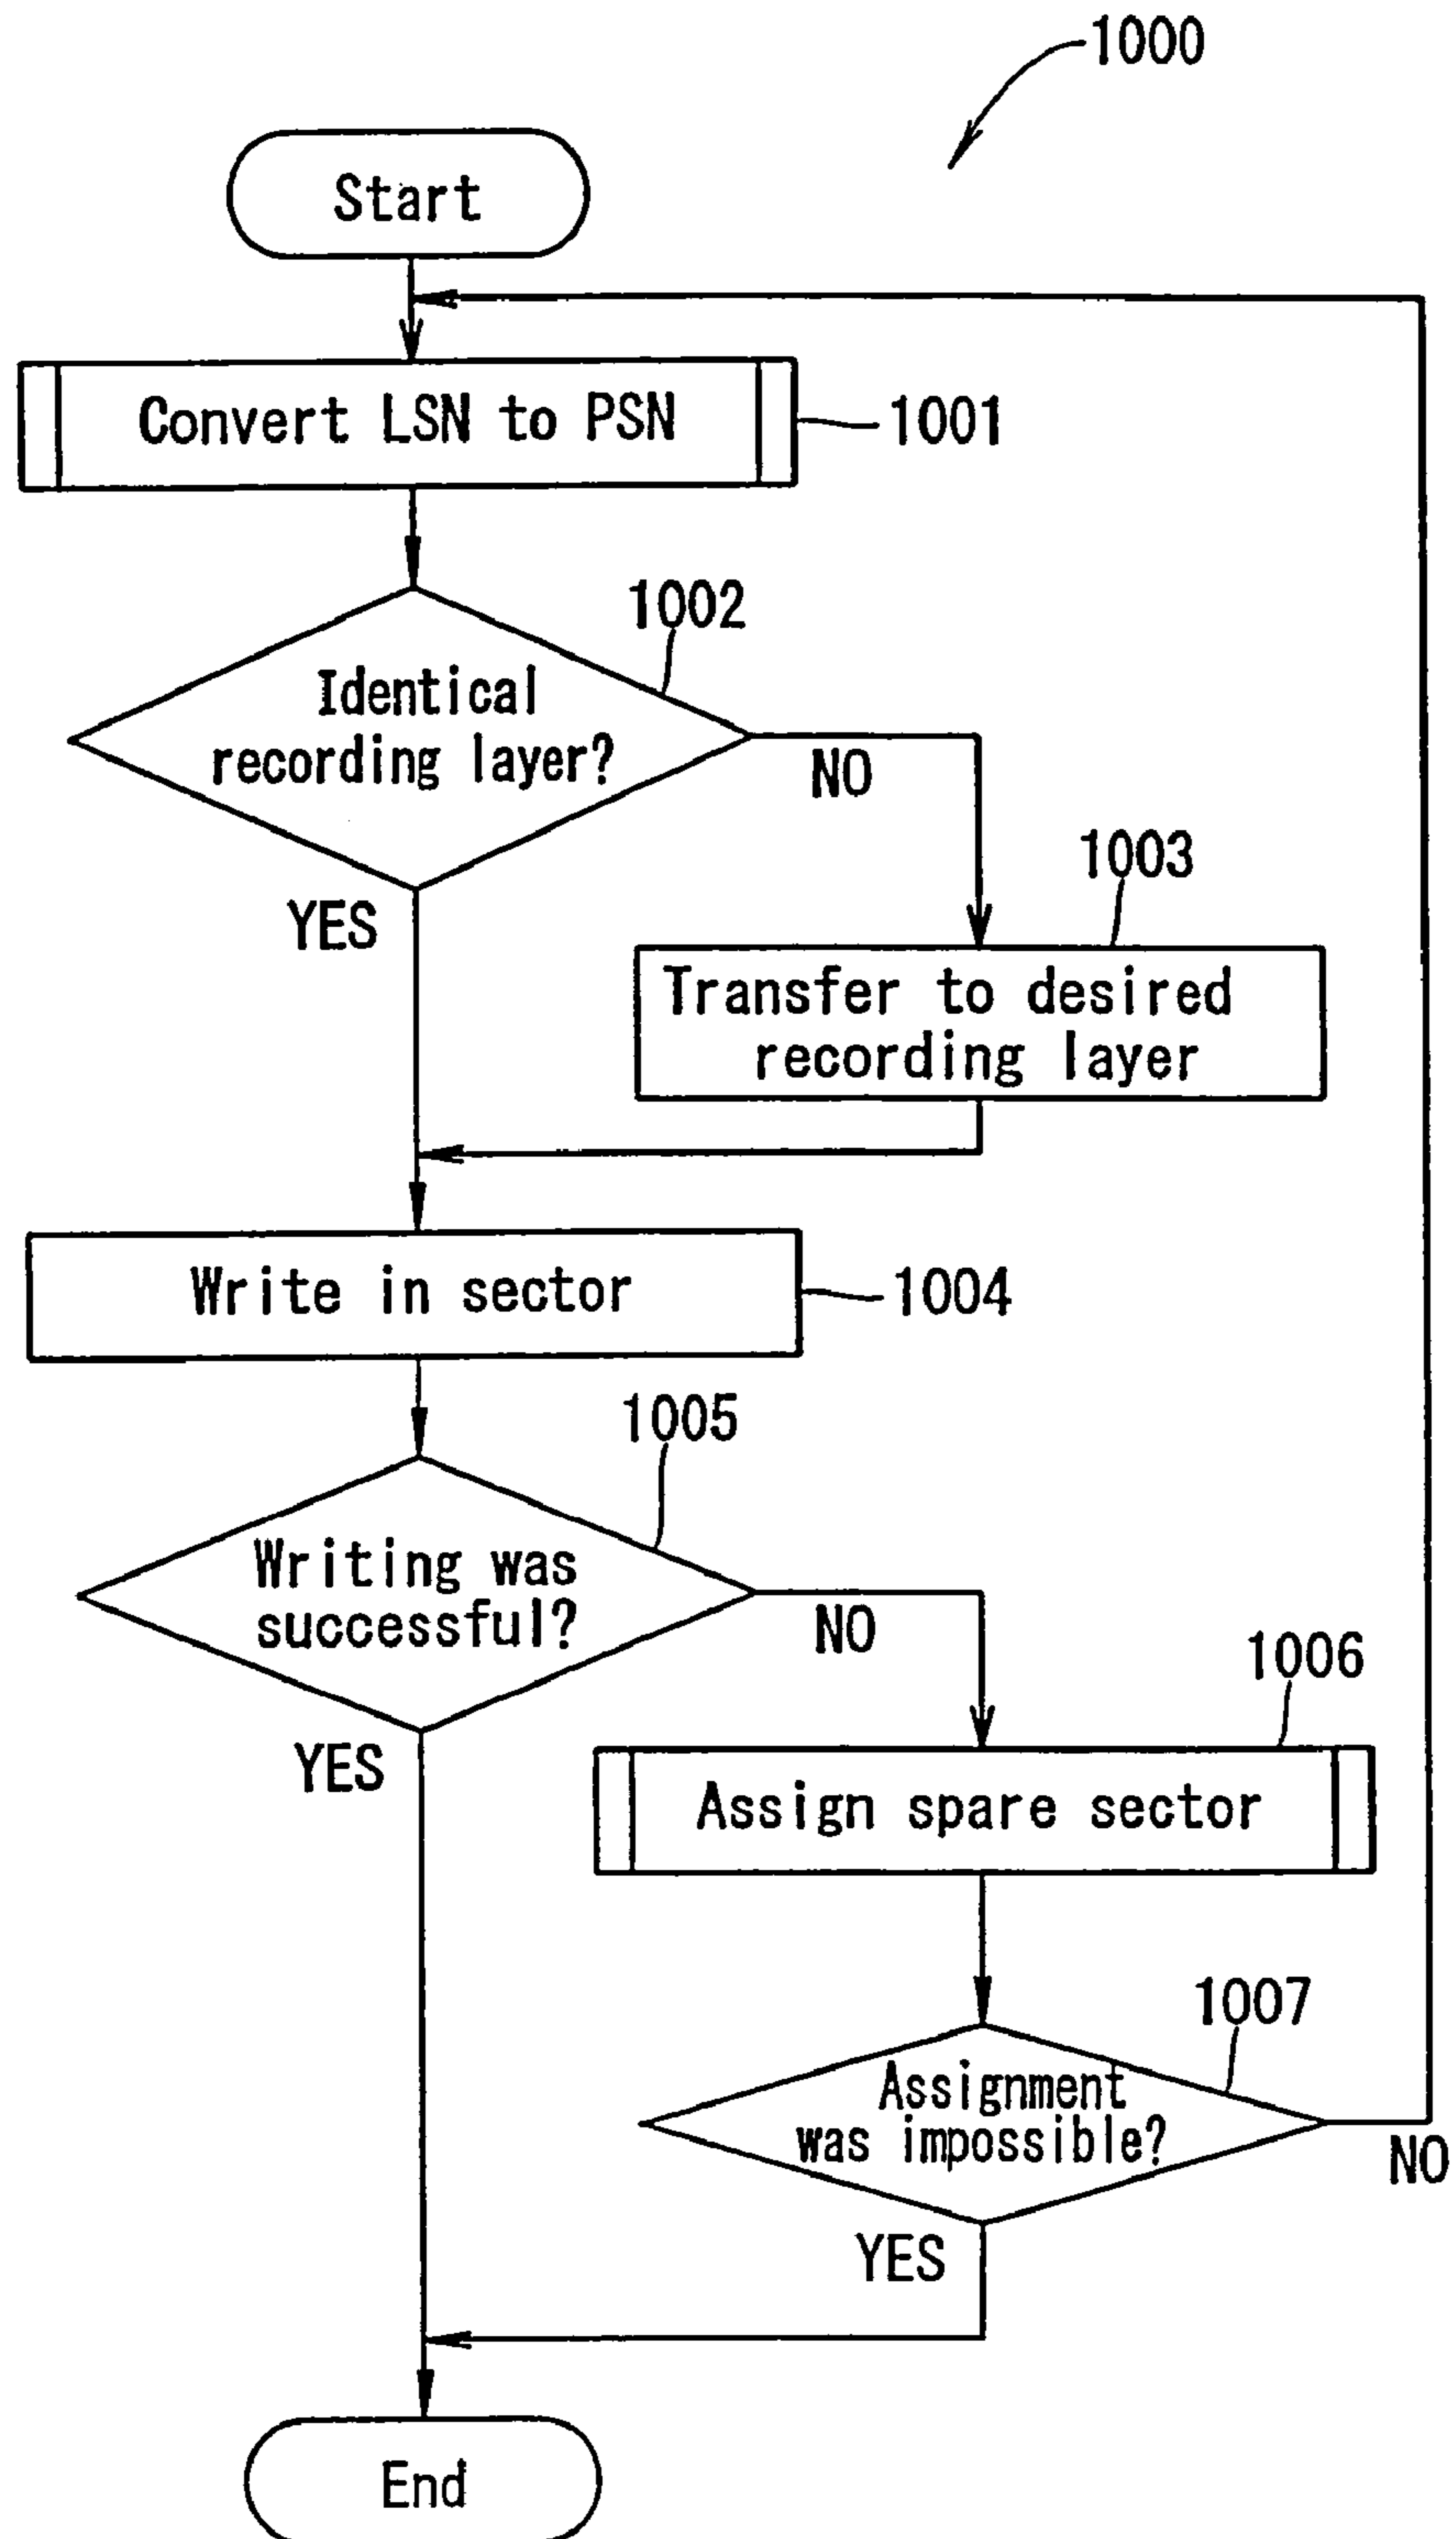 1000
Start
Convert LSN to PSN
1001
1002
Identical
recording layer?
NO
YES
1003
Transfer to desired
recording layer
Write in sector
1004
1005
Writing was
successful?
NO
YES
1006
Assign spare sector
1007
Assignment
was impossible?
NO
YES
End